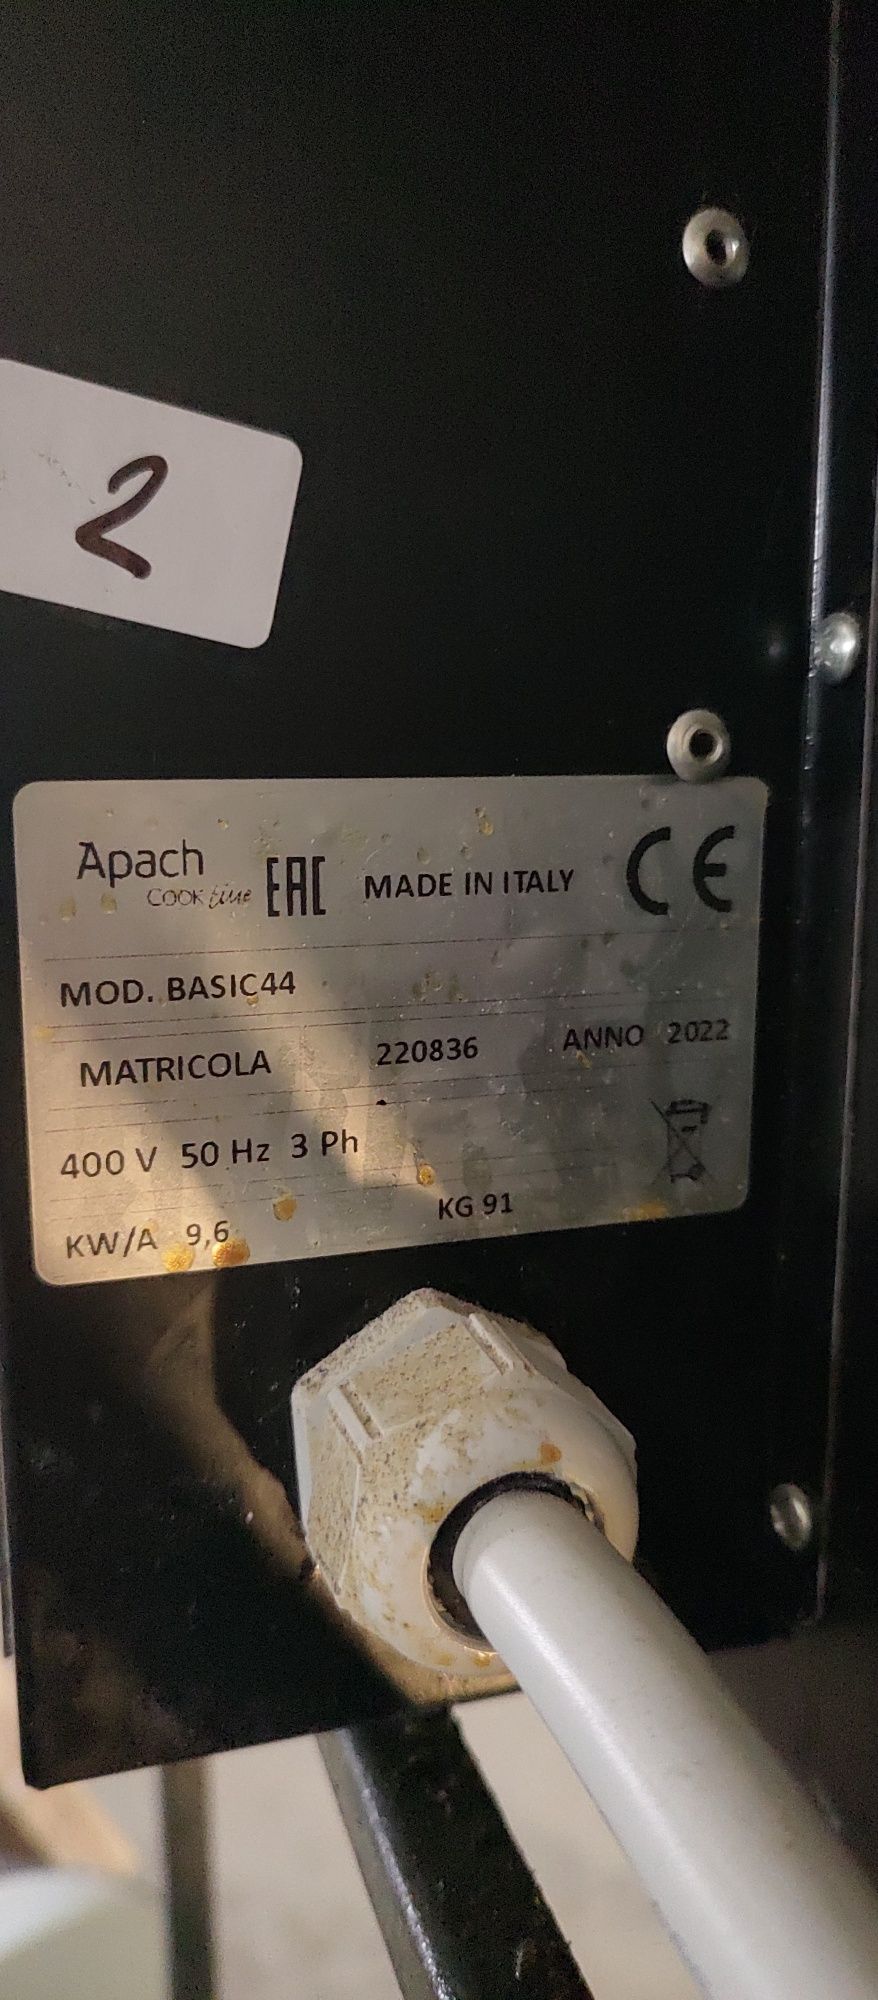 2
Apach
COOK Line EAC MADE IN ITALY CE
MOD. BASIC44
MATRICOLA 220836 ANNO 2022
400 V 50 Hz 3 Ph
KW/A 9,6 KG 91